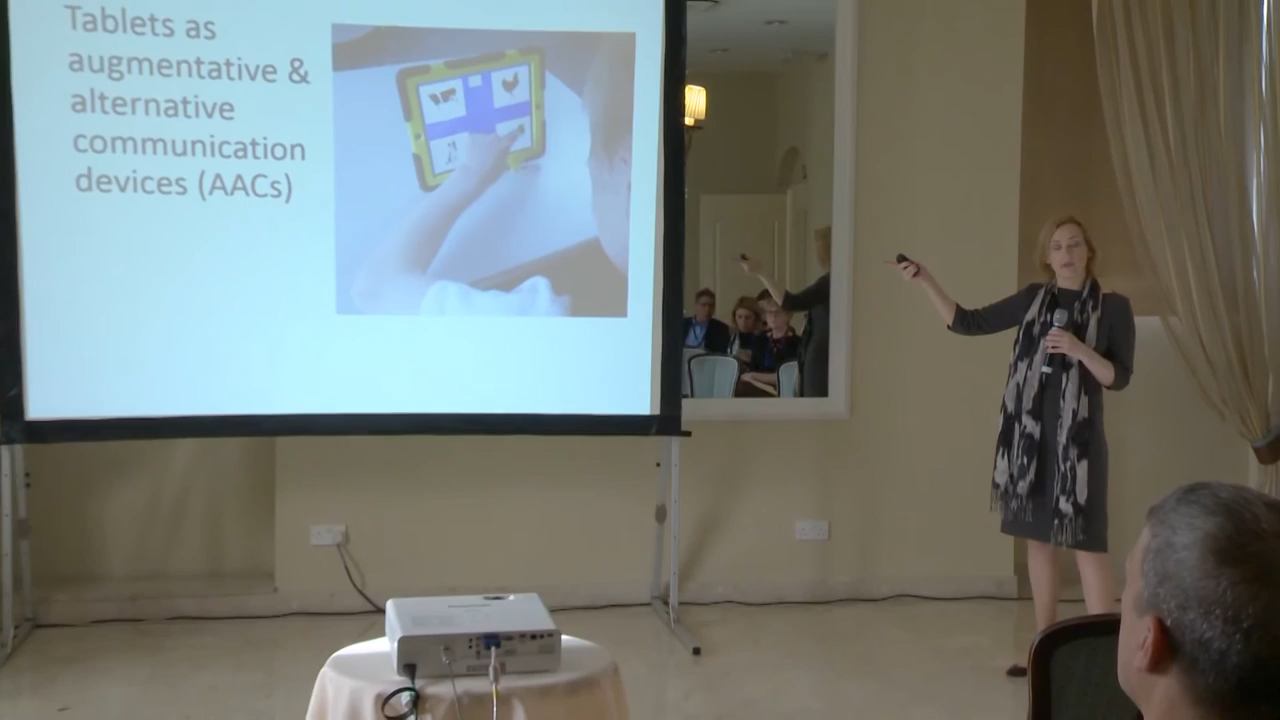 Tablets as
augmentative &
alternative
communication
devices (AACs)